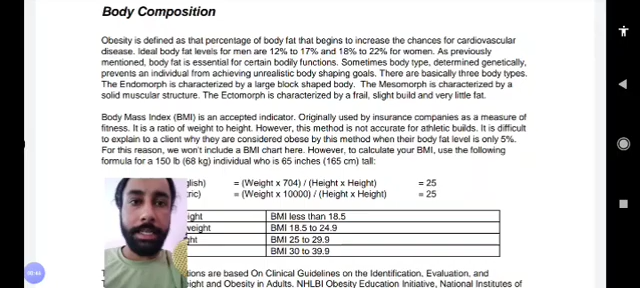 Body Composition
Obesity is defined as that percentage of body fat that begins to increase the chances for cardiovascular
disease. Ideal body fat levels for men are 12% to 17% and 18% to 22% for women. As previously
mentioned, body fat is essential for certain bodily functions. Sometimes body type, determined genetically,
prevents an individual from achieving unrealistic body shaping goals. There are basically three body types.
The Endomorph is characterized by a large block shaped body. The Mesomorph is characterized by a
solid muscular structure. The Ectomorph is characterized by a frail, slight build and very little fat.
Body Mass Index (BMI) is an accepted indicator. Originally used by insurance companies as a measure of
fitness. It is a ratio of weight to height. However, this method is not accurate for athletic builds. It is difficult
to explain to a client why they are considered obese by this method when their body fat level is only 5%.
For this reason, we won't include a BMI chart here. However, to calculate your BMI, use the following
formula for a 150 lb (68 kg) individual who is 65 inches (165 cm) tall:
glish) = (Weight x 704) / (Height x Height) = 25
ric) = (Weight x 10000) / (Height x Height) = 25
ight BMI less than 18.5
weight BMI 18.5 to 24.9
ht BMI 25 to 29.9
BMI 30 to 39.9
T tions are based On Clinical Guidelines on the Identification, Evaluation, and
T eight and Obesity in Adults. NHLBI Obesity Education Initiative, National Institutes of